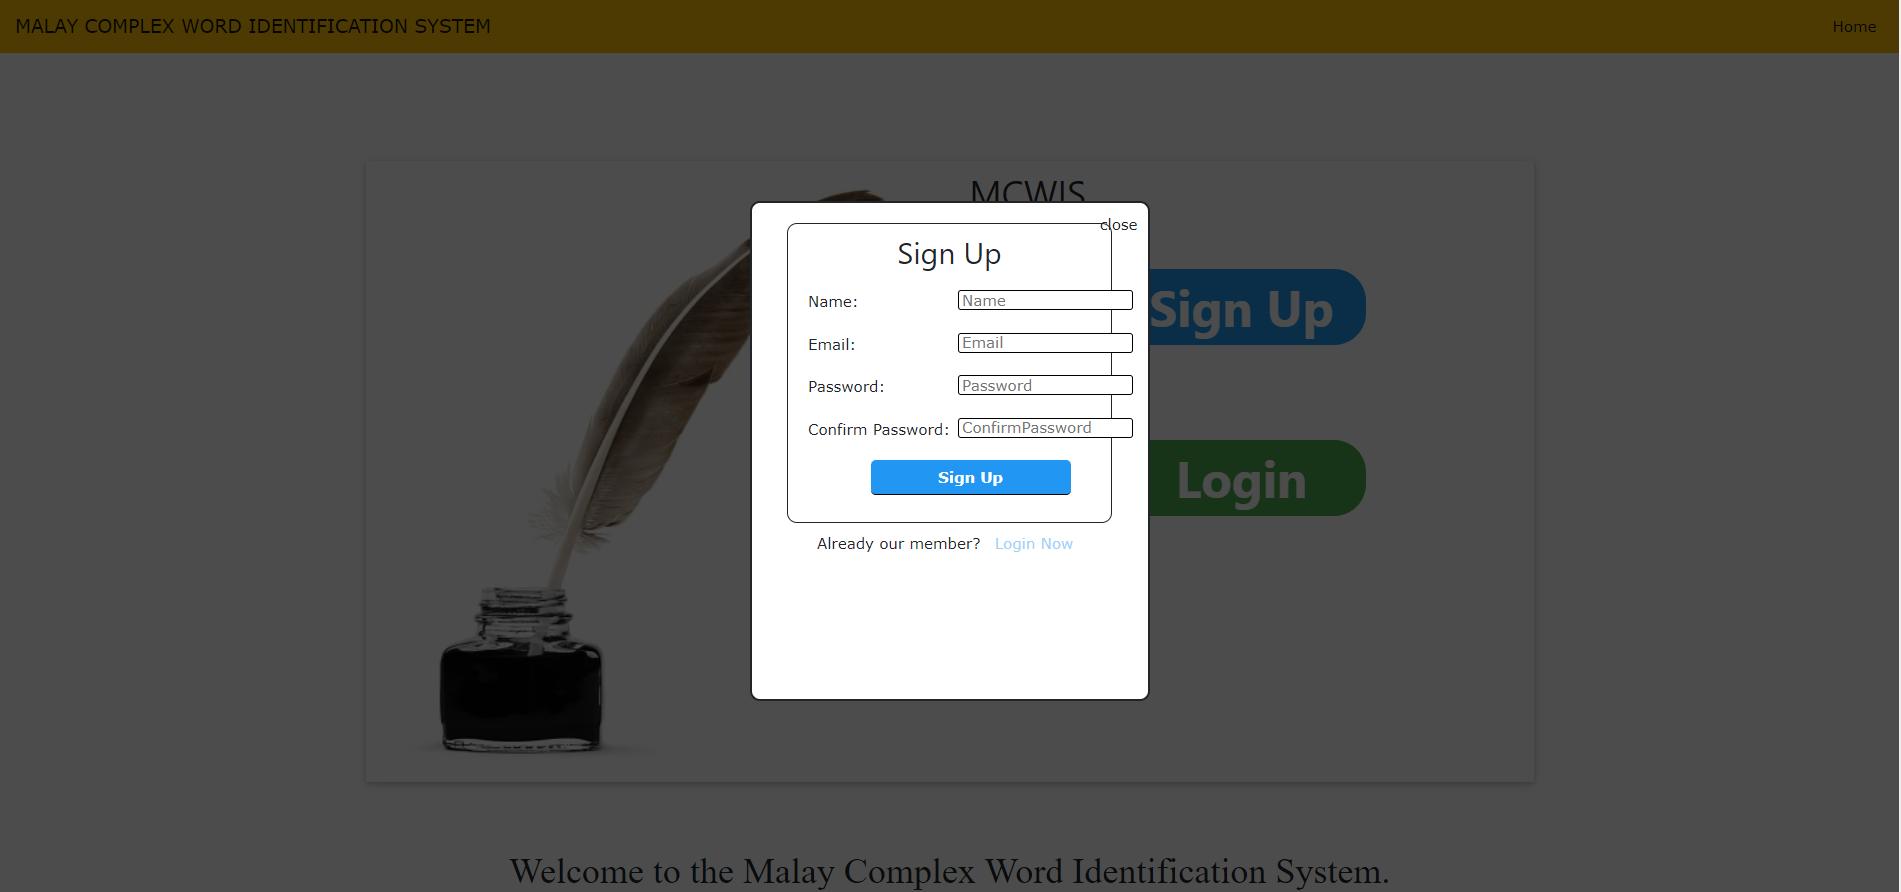 MALAY COMPLEX WORD IDENTIFICATION SYSTEM
Home
MCWIS
close
Sign Up
Name: Name
Email: Email
Password: Password
Confirm Password: ConfirmPassword
Sign Up
Already our member? Login Now
Sign Up
Login
Welcome to the Malay Complex Word Identification System.